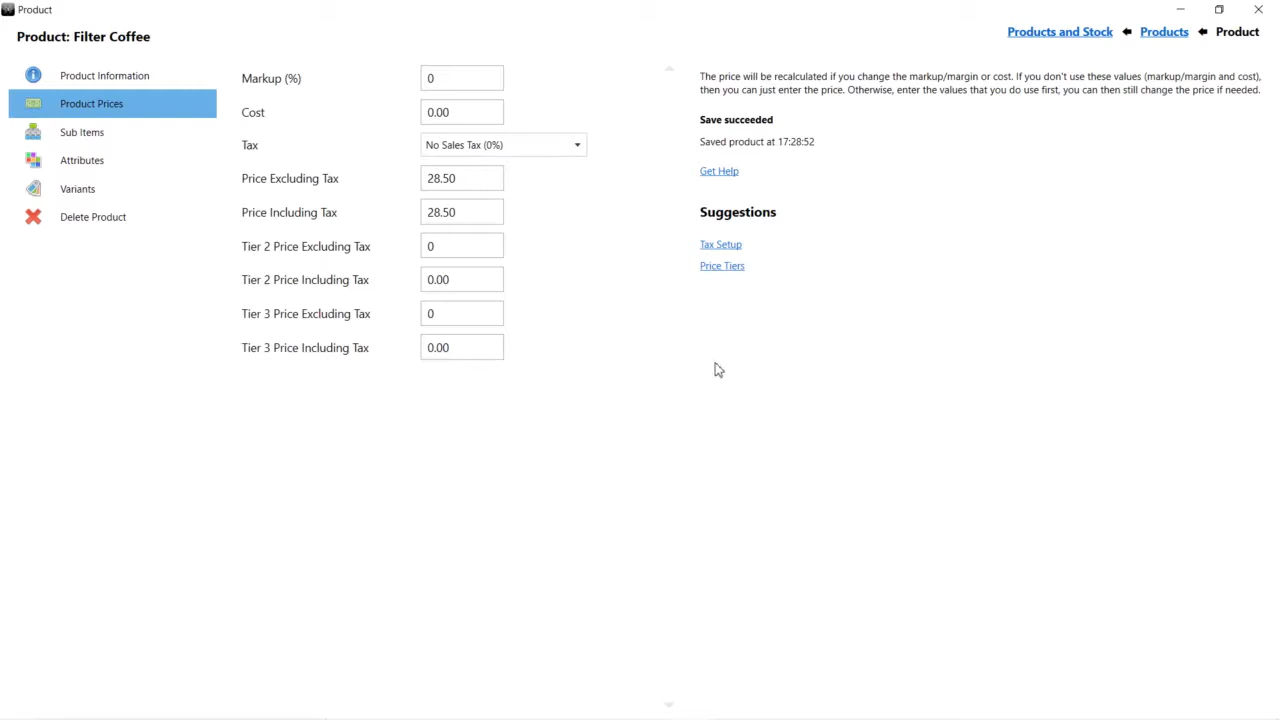 Product
Product: Filter Coffee
Products and Stock Products Product
Product Information
Product Prices
Sub Items
Attributes
Variants
Delete Product
Markup (%) 0
Cost 0.00
Tax No Sales Tax (0%)
Price Excluding Tax 28.50
Price Including Tax 28.50
Tier 2 Price Excluding Tax 0
Tier 2 Price Including Tax 0.00
Tier 3 Price Excluding Tax 0
Tier 3 Price Including Tax 0.00
The price will be recalculated if you change the markup/margin or cost. If you don't use these values (markup/margin and cost),
then you can just enter the price. Otherwise, enter the values that you do use first, you can then still change the price if needed.
Save succeeded
Saved product at 17:28:52
Get Help
Suggestions
Tax Setup
Price Tiers